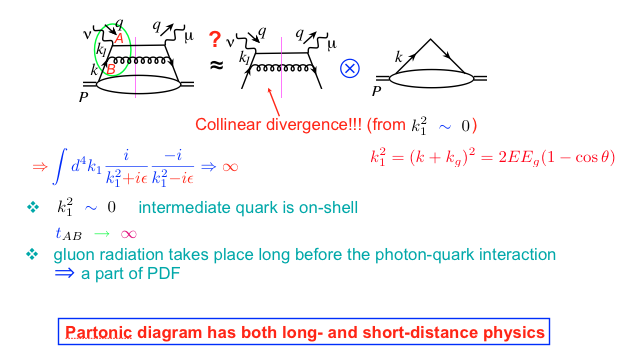 q q q q
ν A μ ? ν μ
k₁ ≈ k₁ ⊗ k
k B
P P
Collinear divergence!!! (from k₁² ∼ 0)
⇒ ∫ d⁴k₁ i/(k₁²+iϵ) −i/(k₁²−iϵ) ⇒ ∞ k₁² = (k + k_g)² = 2EE_g(1 − cos θ)
❖ k₁² ∼ 0 intermediate quark is on-shell
t_AB → ∞
❖ gluon radiation takes place long before the photon-quark interaction
⇒ a part of PDF
Partonic diagram has both long- and short-distance physics